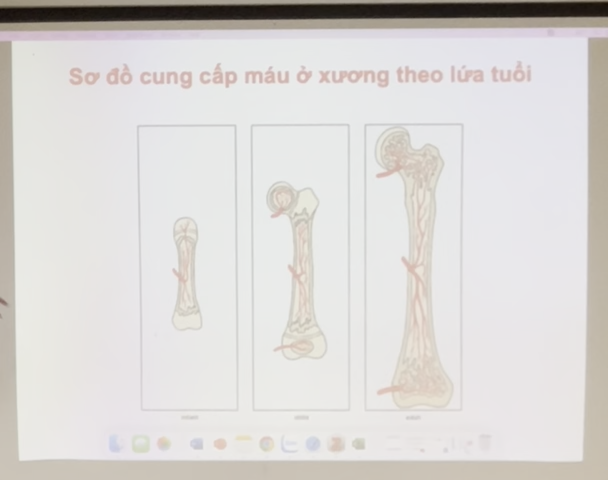 Sơ đồ cung cấp máu ở xương theo lứa tuổi